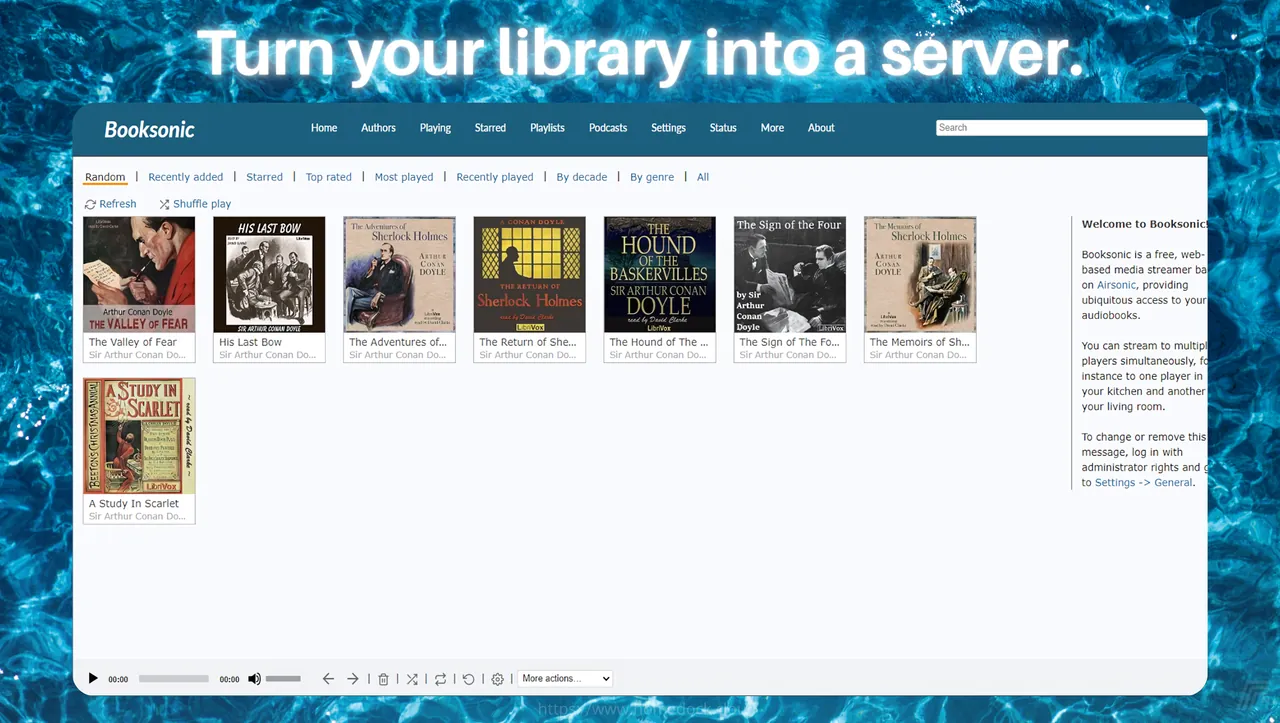 Turn your library into a server.
Booksonic
Home Authors Playing Starred Playlists Podcasts Settings Status More About
Search
Random | Recently added | Starred | Top rated | Most played | Recently played | By decade | By genre | All
Refresh Shuffle play
Arthur Conan Doyle
THE VALLEY OF FEAR
The Valley of Fear
Sir Arthur Conan Do...
HIS LAST BOW
LibriVox
SIR ARTHUR CONAN DOYLE
His Last Bow
Sir Arthur Conan Do...
The Adventures of
Sherlock Holmes
ARTHUR
CONAN
DOYLE
LibriVox
The Adventures of...
Sir Arthur Conan Do...
A CONAN DOYLE
THE RETURN OF
Sherlock Holmes
read by David Clarke
LibriVox
The Return of She...
Sir Arthur Conan Do...
THE
HOUND
OF THE
BASKERVILLES
SIR ARTHUR CONAN
DOYLE
read by David Clarke
LibriVox
The Hound of The ...
Sir Arthur Conan Do...
The Sign of the Four
by Sir
Arthur
Conan
Doyle
LibriVox
The Sign of The Fo...
Sir Arthur Conan Do...
The Memoirs of
Sherlock Holmes
ARTHUR
CONAN
DOYLE
LibriVox
The Memoirs of Sh...
Sir Arthur Conan Do...
A STUDY IN
SCARLET
BEETON'S CHRISTMAS ANNUAL
~ read by David Clarke ~
LibriVox
A Study In Scarlet
Sir Arthur Conan Do...
Welcome to Booksonic!
Booksonic is a free, web-
based media streamer ba
on Airsonic, providing
ubiquitous access to your
audiobooks.
You can stream to multipl
players simultaneously, fo
instance to one player in
your kitchen and another
your living room.
To change or remove this
message, log in with
administrator rights and g
to Settings -> General.
00:00 00:00 | | | | | | More actions...